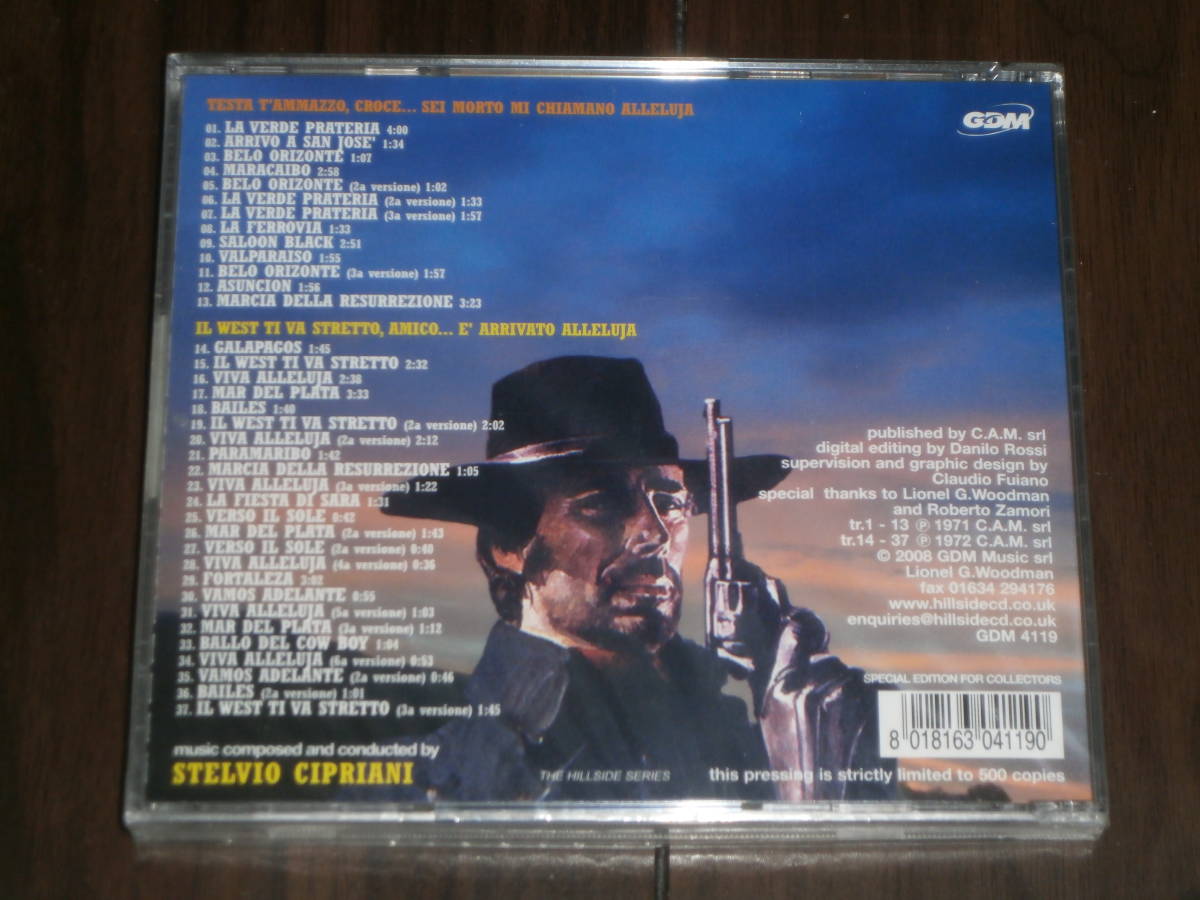 TESTA T'AMMAZZO, CROCE... SEI MORTO MI CHIAMANO ALLELUJA
GDM
01. LA VERDE PRATERIA 4:00
02. ARRIVO A SAN JOSE' 1:34
03. BELO ORIZONTE 1:07
04. MARACAIBO 2:58
05. BELO ORIZONTE (2a versione) 1:02
06. LA VERDE PRATERIA (2a versione) 1:33
07. LA VERDE PRATERIA (3a versione) 1:57
08. LA FERROVIA 1:33
09. SALOON BLACK 2:51
10. VALPARAISO 1:55
11. BELO ORIZONTE (3a versione) 1:57
12. ASUNCION 1:56
13. MARCIA DELLA RESURREZIONE 3:23
IL WEST TI VA STRETTO, AMICO... E' ARRIVATO ALLELUJA
14. GALAPAGOS 1:45
15. IL WEST TI VA STRETTO 2:32
16. VIVA ALLELUJA 2:38
17. MAR DEL PLATA 3:33
18. BAILES 1:40
19. IL WEST TI VA STRETTO (2a versione) 2:02
20. VIVA ALLELUJA (2a versione) 2:12
21. PARAMARIBO 1:42
22. MARCIA DELLA RESURREZIONE 1:05
23. VIVA ALLELUJA (3a versione) 1:22
24. LA FIESTA DI SARA 1:31
25. VERSO IL SOLE 0:42
26. MAR DEL PLATA (2a versione) 1:43
27. VERSO IL SOLE (2a versione) 0:40
28. VIVA ALLELUJA (4a versione) 0:36
29. FORTALEZA 3:02
30. VAMOS ADELANTE 0:55
31. VIVA ALLELUJA (5a versione) 1:03
32. MAR DEL PLATA (3a versione) 1:12
33. BALLO DEL COW BOY 1:04
34. VIVA ALLELUJA (6a versione) 0:53
35. VAMOS ADELANTE (2a versione) 0:46
36. BAILES (2a versione) 1:01
37. IL WEST TI VA STRETTO (3a versione) 1:45
music composed and conducted by
STELVIO CIPRIANI
published by C.A.M. srl
digital editing by Danilo Rossi
supervision and graphic design by
Claudio Fuiano
special thanks to Lionel G.Woodman
and Roberto Zamori
tr.1 - 13 ℗ 1971 C.A.M. srl
tr.14 - 37 ℗ 1972 C.A.M. srl
© 2008 GDM Music srl
Lionel G.Woodman
fax 01634 294176
www.hillsidecd.co.uk
enquiries@hillsidecd.co.uk
GDM 4119
SPECIAL EDITION FOR COLLECTORS
8 018163 041190
THE HILLSIDE SERIES
this pressing is strictly limited to 500 copies